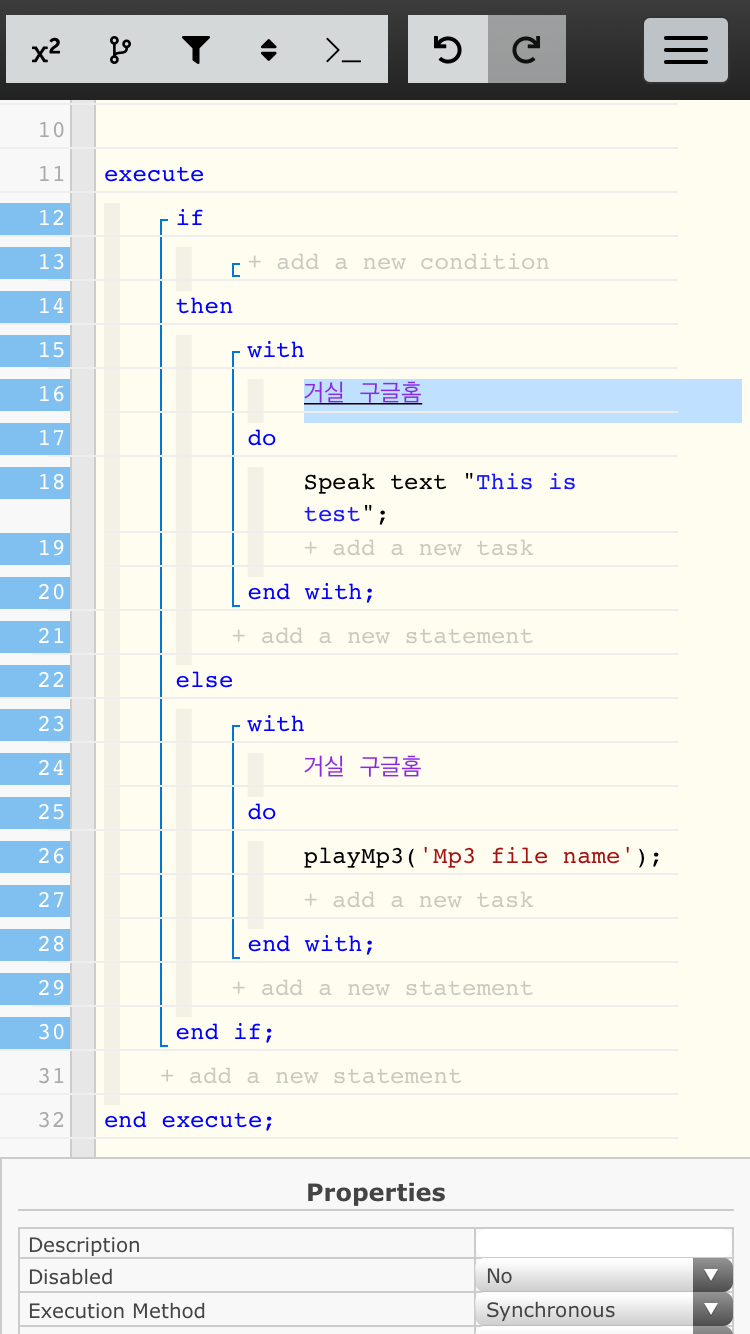 x²
>_
10
11 execute
12 if
13 + add a new condition
14 then
15 with
16 거실 구글홈
17 do
18 Speak text "This is
test";
19 + add a new task
20 end with;
21 + add a new statement
22 else
23 with
24 거실 구글홈
25 do
26 playMp3('Mp3 file name');
27 + add a new task
28 end with;
29 + add a new statement
30 end if;
31 + add a new statement
32 end execute;
Properties
Description
Disabled No
Execution Method Synchronous